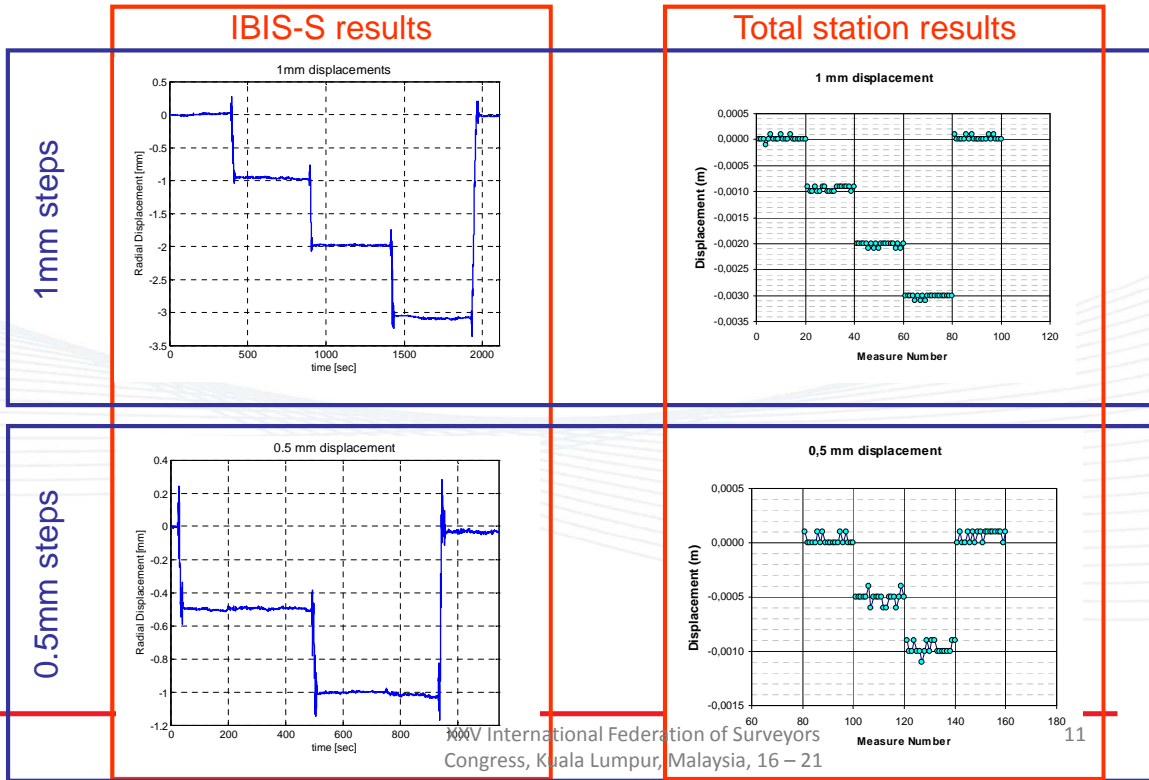 IBIS-S results
Total station results
1mm steps
1mm displacements
0.5
0
-0.5
-1
-1.5
-2
-2.5
-3
-3.5
Radial Displacement [mm]
0 500 1000 1500 2000
time [sec]
1 mm displacement
0,0005
0,0000
-0,0005
-0,0010
-0,0015
-0,0020
-0,0025
-0,0030
-0,0035
Displacement (m)
0 20 40 60 80 100 120
Measure Number
0.5mm steps
0.5 mm displacement
0.4
0.2
0
-0.2
-0.4
-0.6
-0.8
-1
-1.2
Radial Displacement [mm]
0 200 400 600 800 1000
time [sec]
0,5 mm displacement
0,0005
0,0000
-0,0005
-0,0010
-0,0015
Displacement (m)
60 80 100 120 140 160 180
Measure Number
XXV International Federation of Surveyors
Congress, Kuala Lumpur, Malaysia, 16 – 21
11